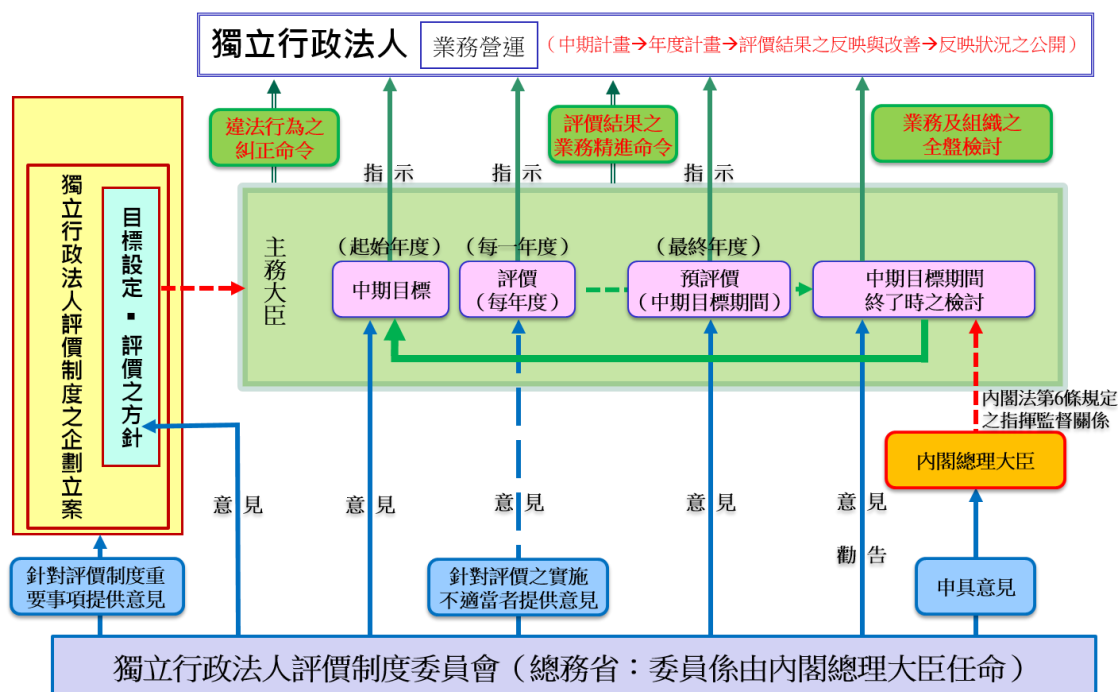 獨立行政法人 業務營運 (中期計畫→年度計畫→評價結果之反映與改善→反映狀況之公開)
違法行為之
糾正命令
評價結果之
業務精進命令
業務及組織之
全盤檢討
指示
指示
指示
獨立行政法人評價制度之企劃立案
目標設定▪評價之方針
主務大臣
(起始年度)
中期目標
(每一年度)
評價
(每年度)
(最終年度)
預評價
(中期目標期間)
中期目標期間
終了時之檢討
內閣法第6條規定
之指揮監督關係
內閣總理大臣
意見
意見
意見
意見
意見
勸告
針對評價制度重
要事項提供意見
針對評價之實施
不適當者提供意見
申具意見
獨立行政法人評價制度委員會(總務省:委員係由內閣總理大臣任命)